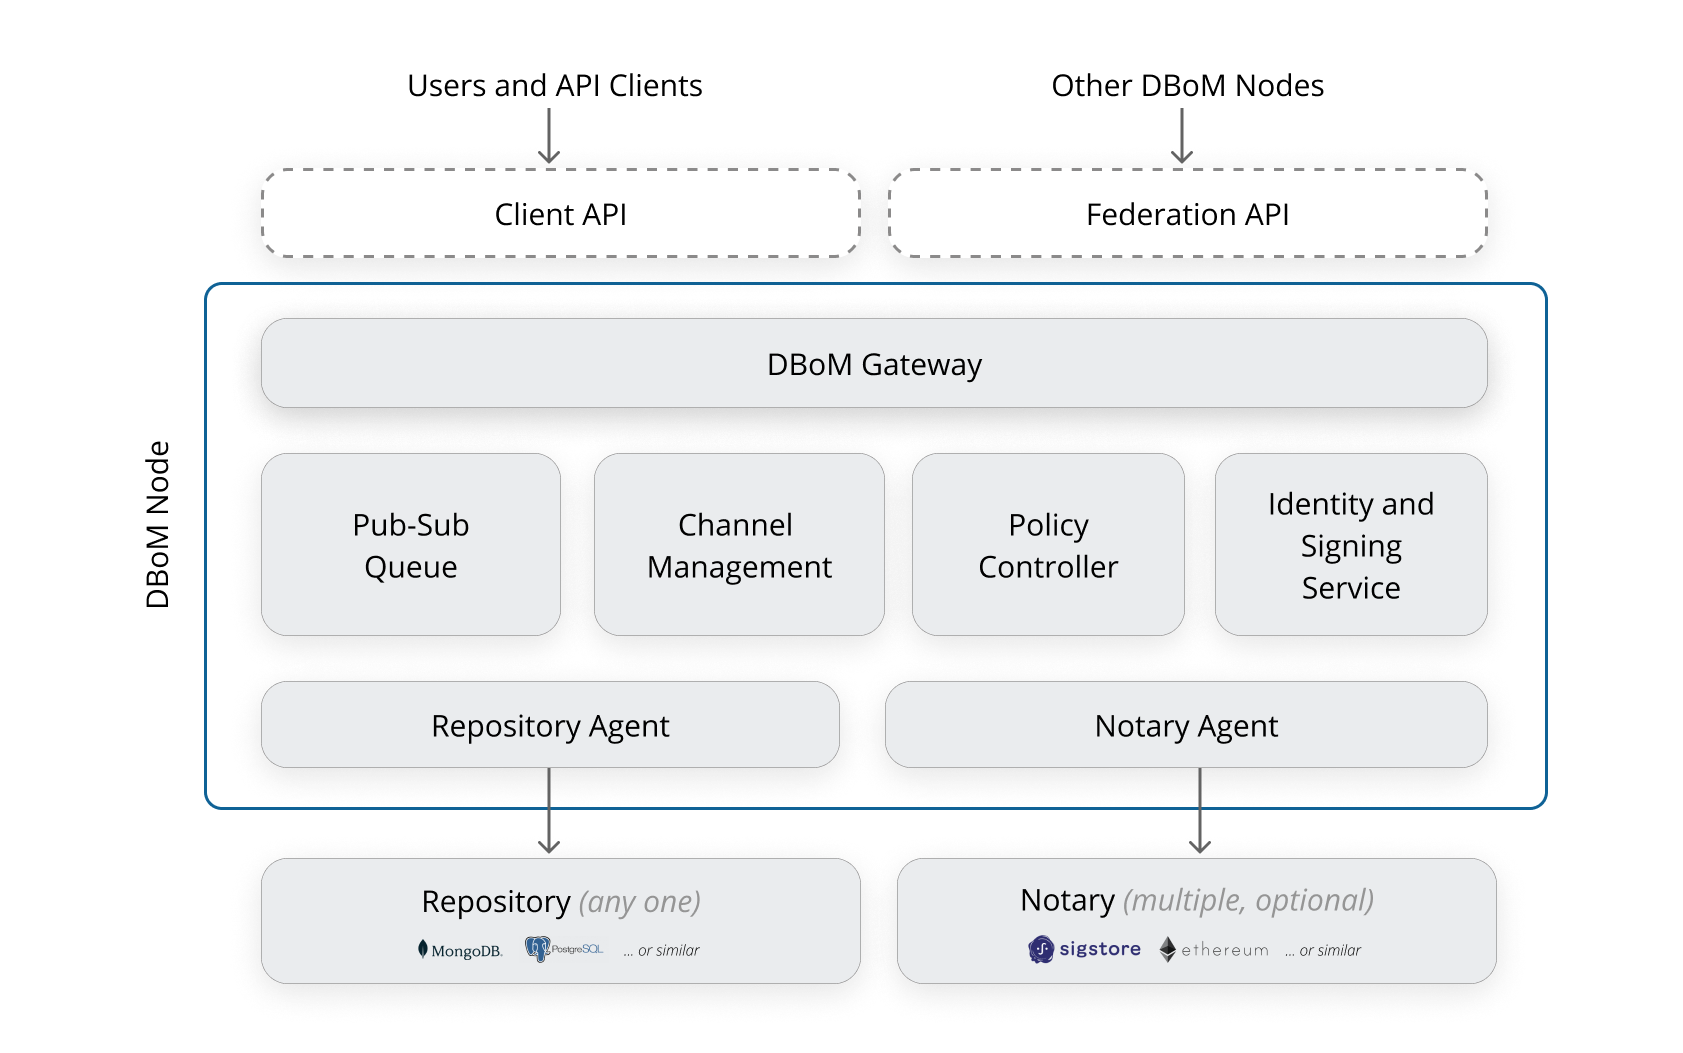 Users and API Clients
Other DBoM Nodes
Client API
Federation API
DBoM Node
DBoM Gateway
Pub-Sub
Queue
Channel
Management
Policy
Controller
Identity and
Signing
Service
Repository Agent
Notary Agent
Repository (any one)
MongoDB.
PostgreSQL
... or similar
Notary (multiple, optional)
sigstore
ethereum
... or similar